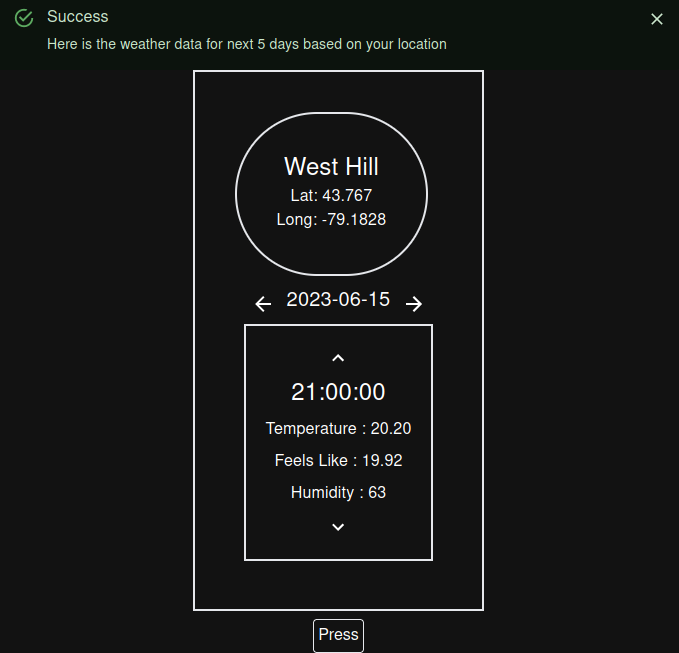 Success
Here is the weather data for next 5 days based on your location
West Hill
Lat: 43.767
Long: -79.1828
2023-06-15
21:00:00
Temperature : 20.20
Feels Like : 19.92
Humidity : 63
Press